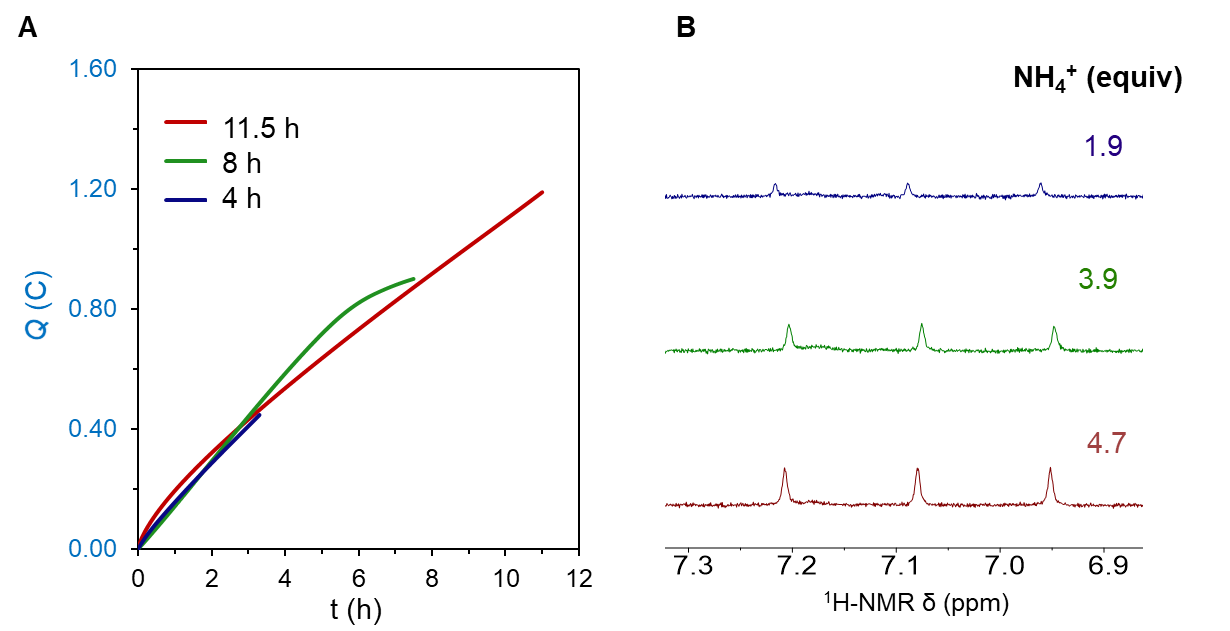 A
1.60
1.20
0.80
0.40
0.00
Q (C)
11.5 h
8 h
4 h
0 2 4 6 8 10 12
t (h)
B
NH₄⁺ (equiv)
1.9
3.9
4.7
7.3 7.2 7.1 7.0 6.9
¹H-NMR δ (ppm)